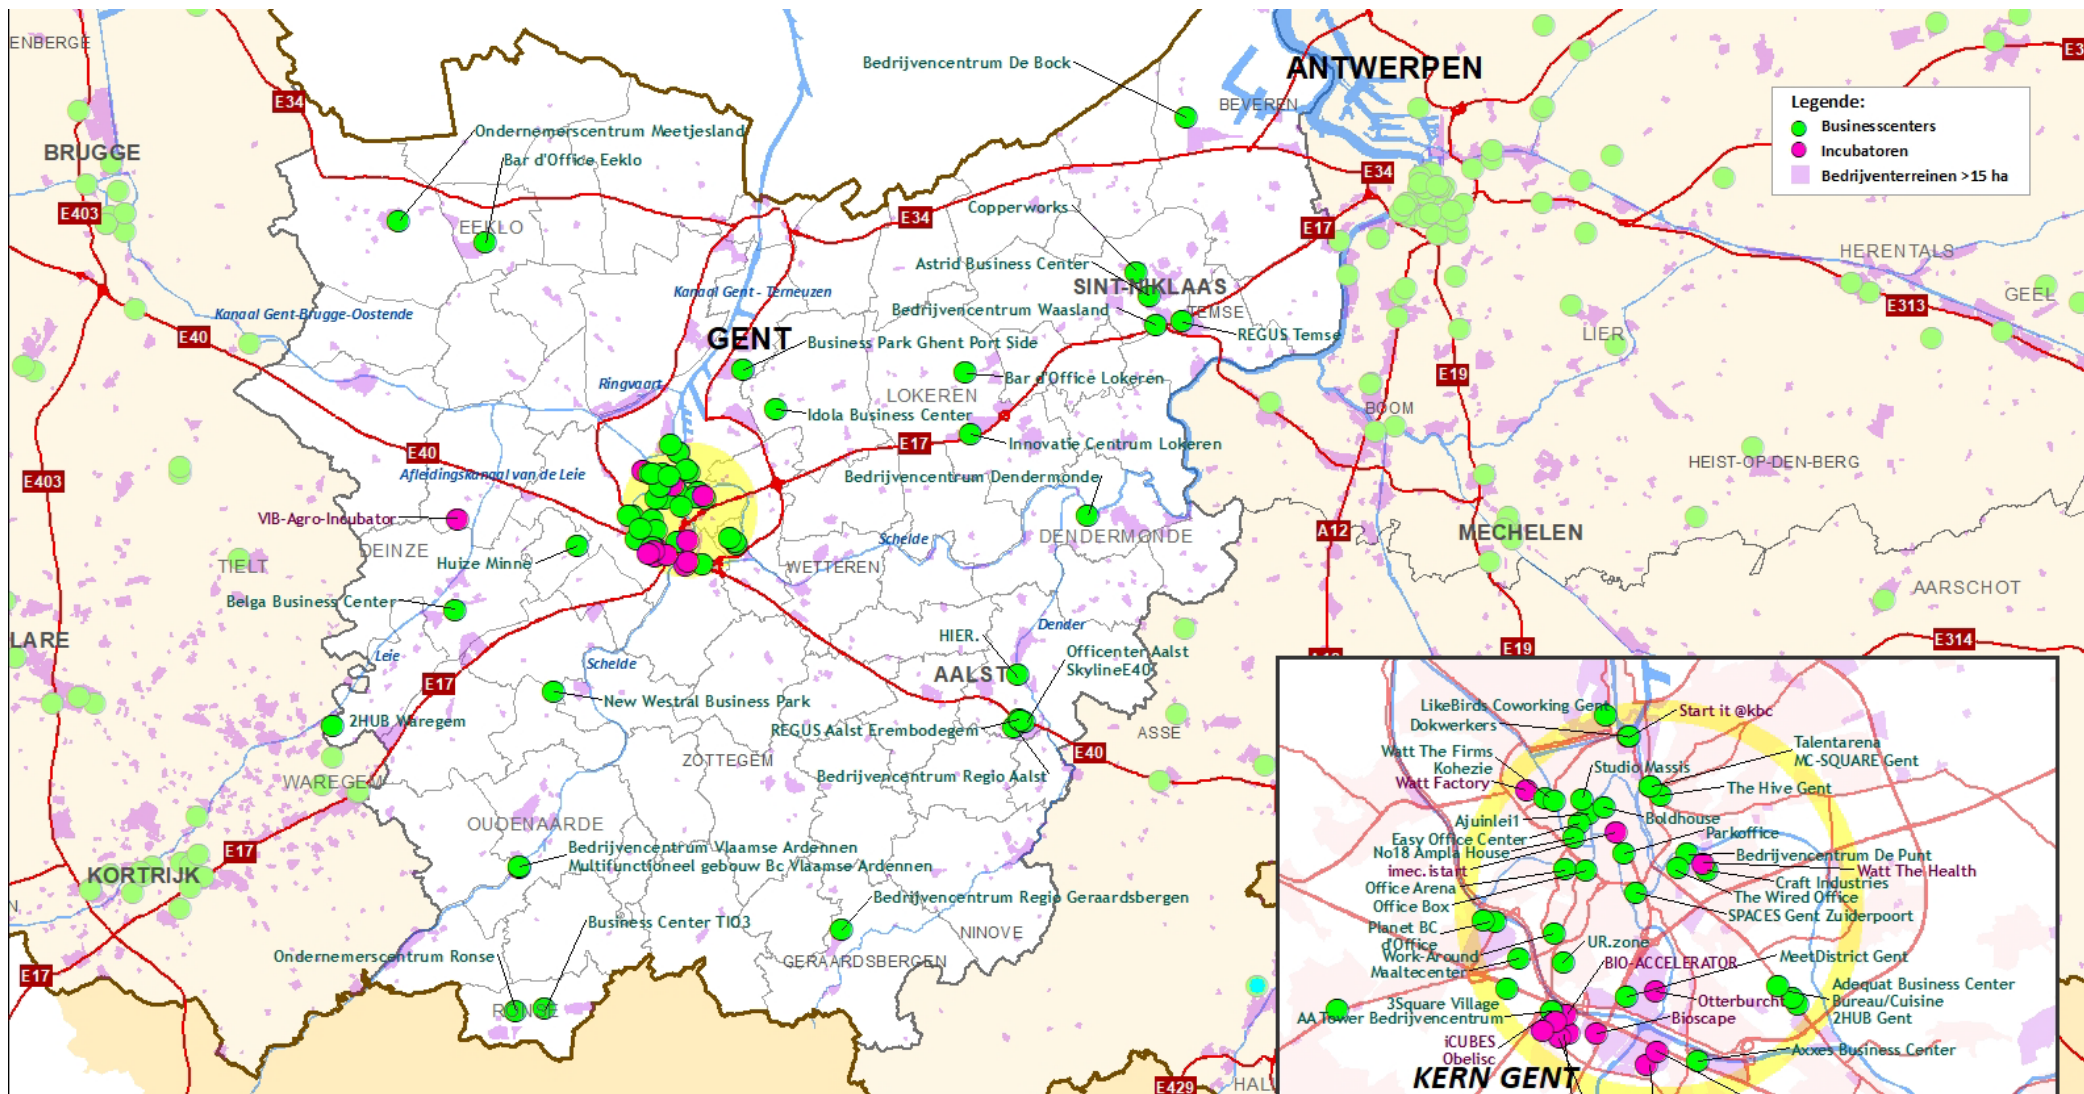 ENBERGE
E34
BRUGGE
E403
Ondernemerscentrum Meetjesland
Bar d'Office Eeklo
EEKLO
Kanaal Gent-Brugge-Oostende
E40
Bedrijvencentrum De Bock
ANTWERPEN
BEVEREN
E3
Legende:
Businesscenters
Incubatoren
Bedrijventerreinen >15 ha
E34
E34
E17
Copperworks
Astrid Business Center
SINT-NIKLAAS
Bedrijvencentrum Waasland
TEMSE
REGUS Temse
HERENTALS
GEEL
E313
LIER
E19
BOOM
HEIST-OP-DEN-BERG
Kanaal Gent - Terneuzen
GENT
Business Park Ghent Port Side
Ringvaart
Bar d'Office Lokeren
LOKEREN
Idola Business Center
E17
Innovatie Centrum Lokeren
Bedrijvencentrum Dendermonde
E403
E40
Afleidingskanaal van de Leie
VIB-Agro-Incubator
DEINZE
Huize Minne
TIELT
Belga Business Center
Schelde
DENDERMONDE
WETTEREN
A12
MECHELEN
AARSCHOT
E314
E19
LARE
Leie
Schelde
E17
HIER.
Dender
Officenter Aalst
SkylineE40
AALST
New Westral Business Park
2HUB Waregem
REGUS Aalst Erembodegem
ZOTTEGEM
Bedrijvencentrum Regio Aalst
E40
ASSE
WAREGEM
OUDENAARDE
E17
KORTRIJK
Bedrijvencentrum Vlaamse Ardennen
Multifunctioneel gebouw Bc Vlaamse Ardennen
Bedrijvencentrum Regio Geraardsbergen
Business Center TIO3
NINOVE
Ondernemerscentrum Ronse
GERAARDSBERGEN
E17
RONSE
E429
HAL
LikeBirds Coworking Gent
Start it @kbc
Dokwerkers
Watt The Firms
Kohezie
Watt Factory
Studio Massis
Talentarena
MC-SQUARE Gent
The Hive Gent
Ajuinlei1
Boldhouse
Easy Office Center
Parkoffice
No18 Ampla House
Bedrijvencentrum De Punt
imec.istart
Watt The Health
Office Arena
Craft Industries
The Wired Office
Office Box
SPACES Gent Zuiderpoort
Planet BC
d'Office
Work-Around
UR.zone
Maaltecenter
BIO-ACCELERATOR
MeetDistrict Gent
Adequat Business Center
3Square Village
Otterburcht
Bureau/Cuisine
AA Tower Bedrijvencentrum
Bioscape
2HUB Gent
iCUBES
Obelisc
Axxes Business Center
KERN GENT